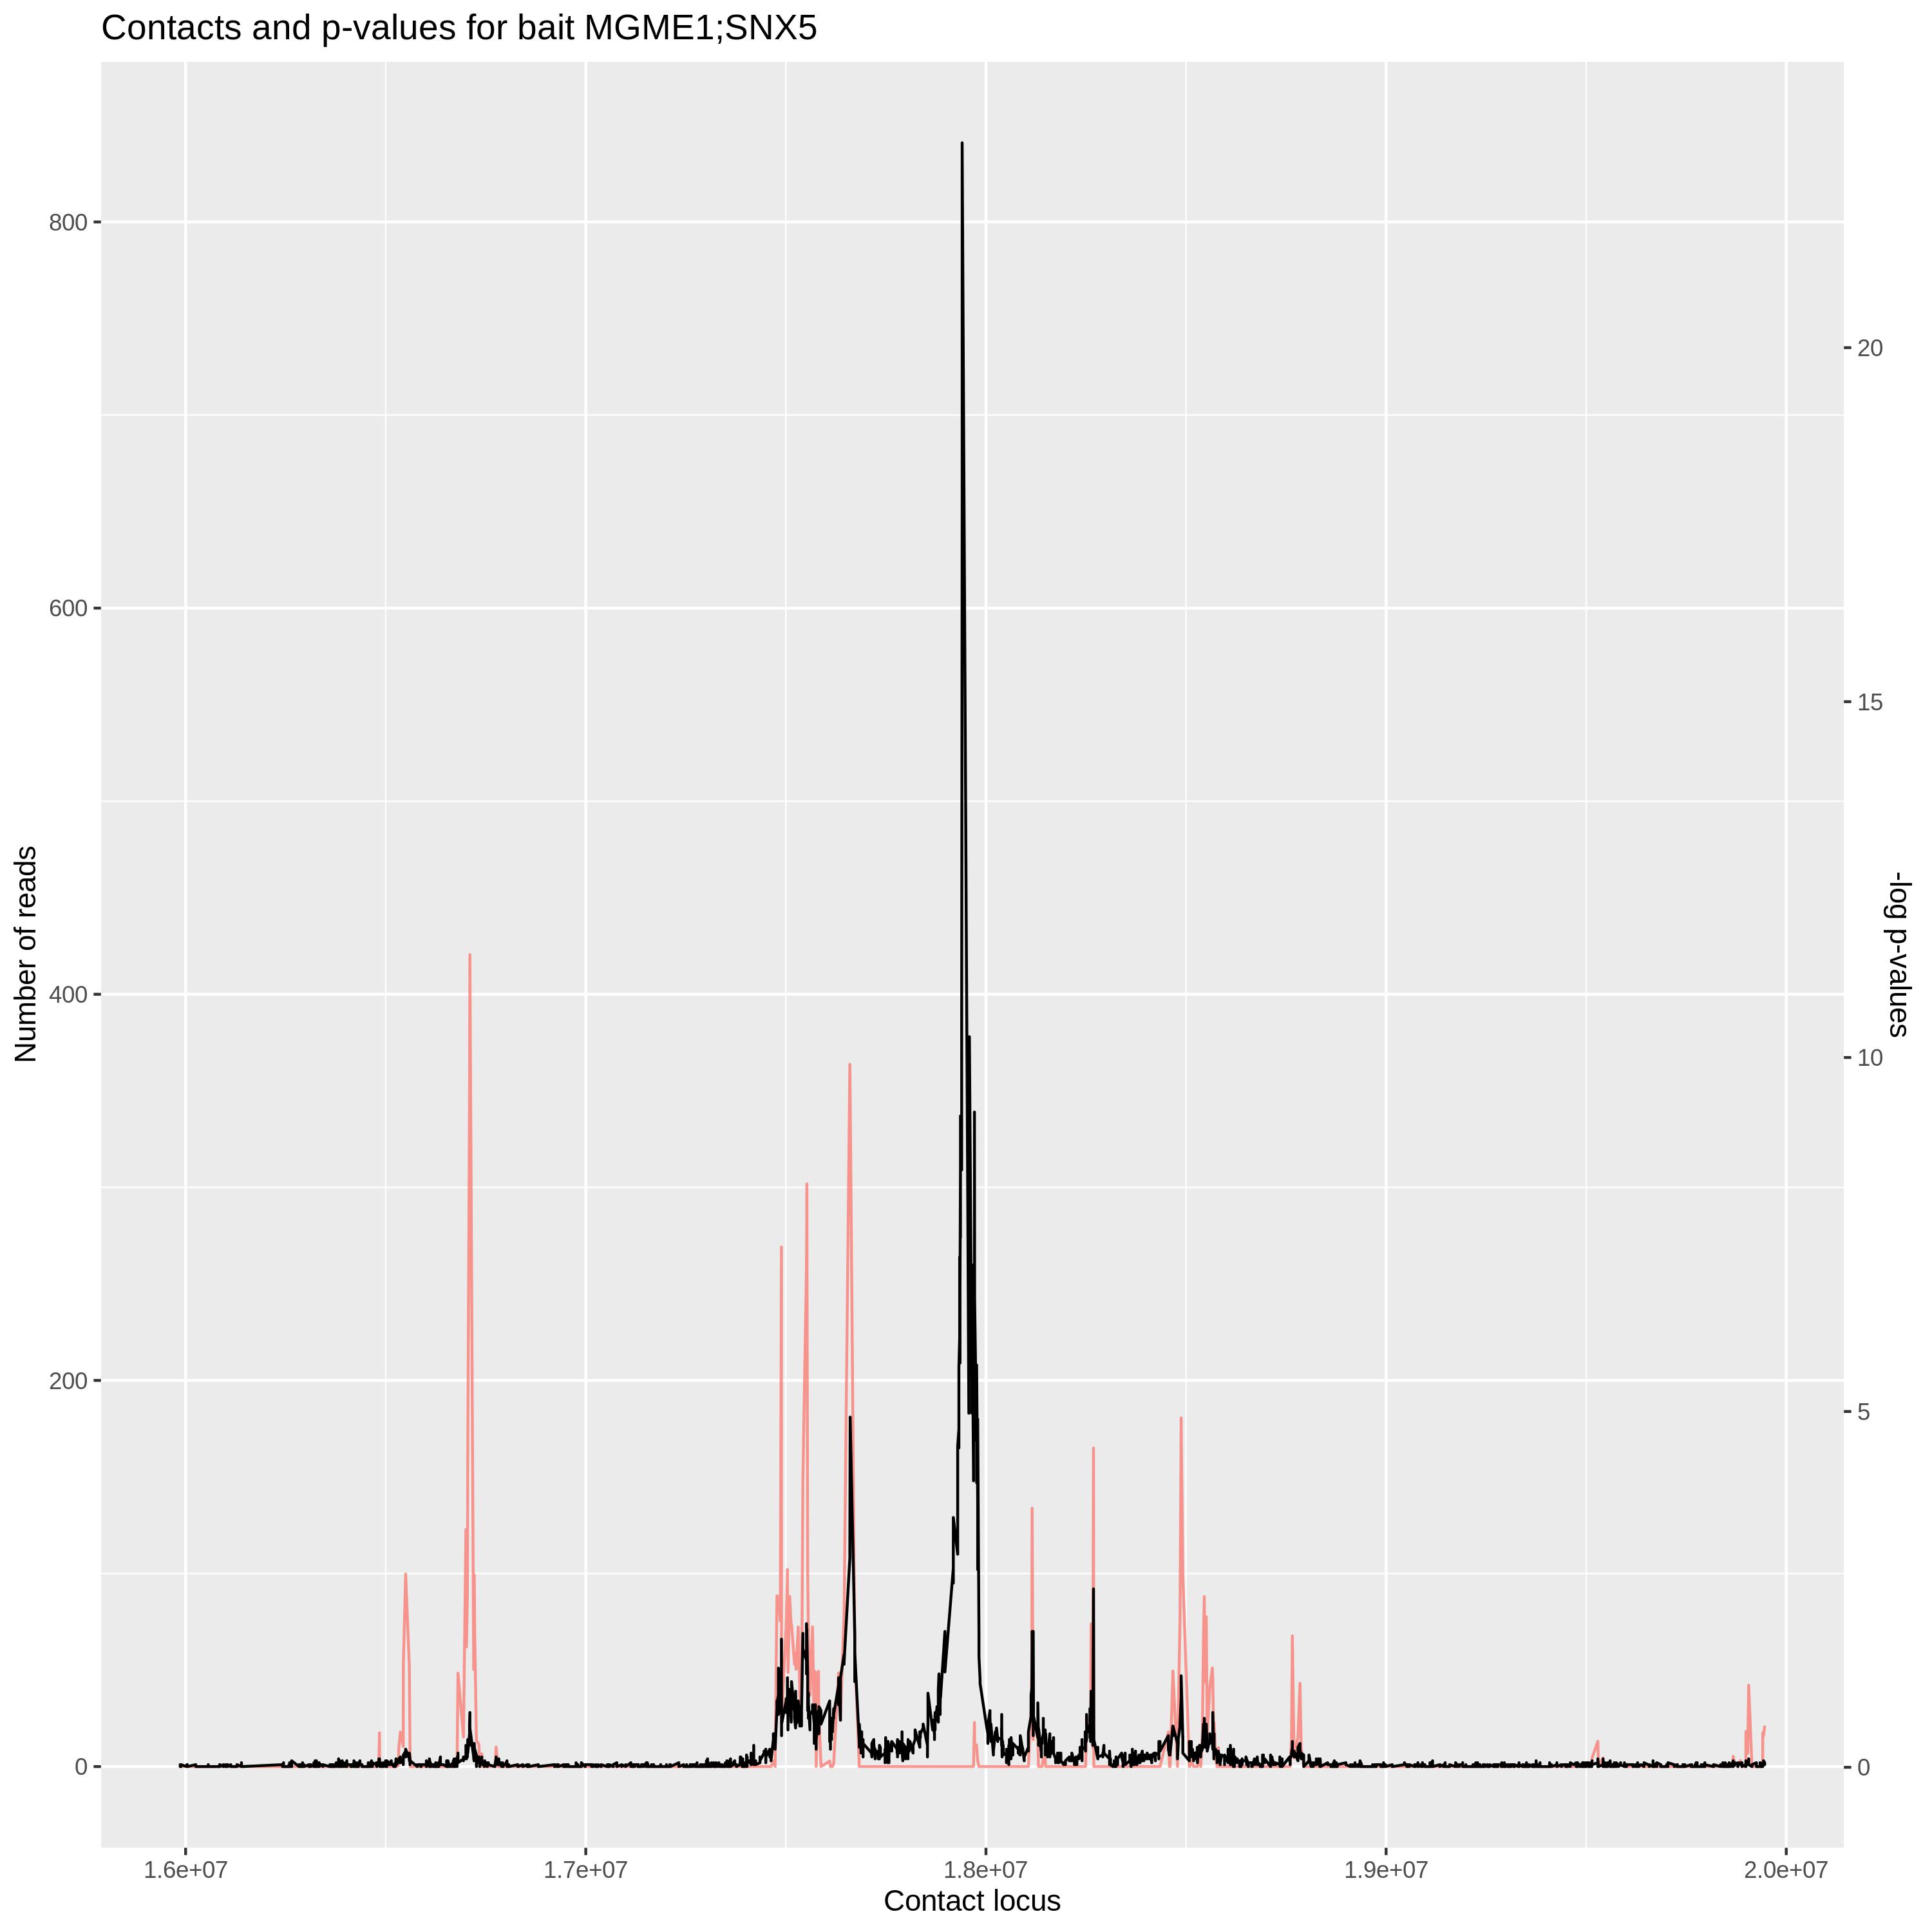 Contacts and p-values for bait MGME1;SNX5
800
600
400
200
0
Number of reads
20
15
10
5
0
-log p-values
1.6e+07 1.7e+07 1.8e+07 1.9e+07 2.0e+07
Contact locus